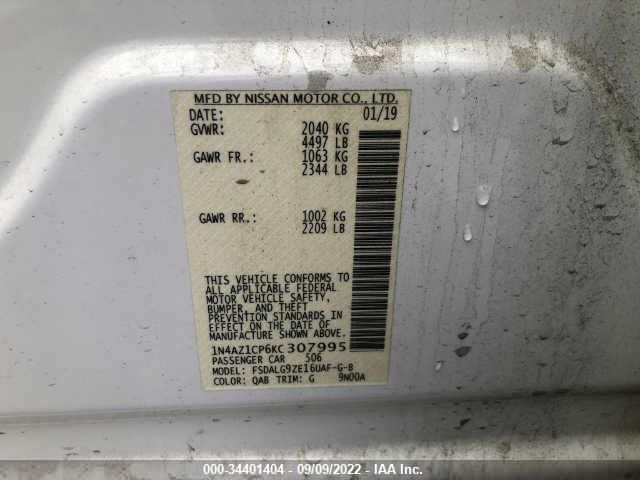 MFD BY NISSAN MOTOR CO., LTD.
DATE: 01/19
GVWR: 2040 KG
4497 LB
GAWR FR.: 1063 KG
2344 LB
GAWR RR.: 1002 KG
2209 LB
THIS VEHICLE CONFORMS TO
ALL APPLICABLE FEDERAL
MOTOR VEHICLE SAFETY,
BUMPER, AND THEFT
PREVENTION STANDARDS IN
EFFECT ON THE DATE OF
MANUFACTURE SHOWN ABOVE.
1N4AZ1CP6KC307995
PASSENGER CAR 506
MODEL: FSDALG9ZE16UAF-G-B
COLOR: QAB TRIM: G 9N00A
000-34401404 - 09/09/2022 - IAA Inc.